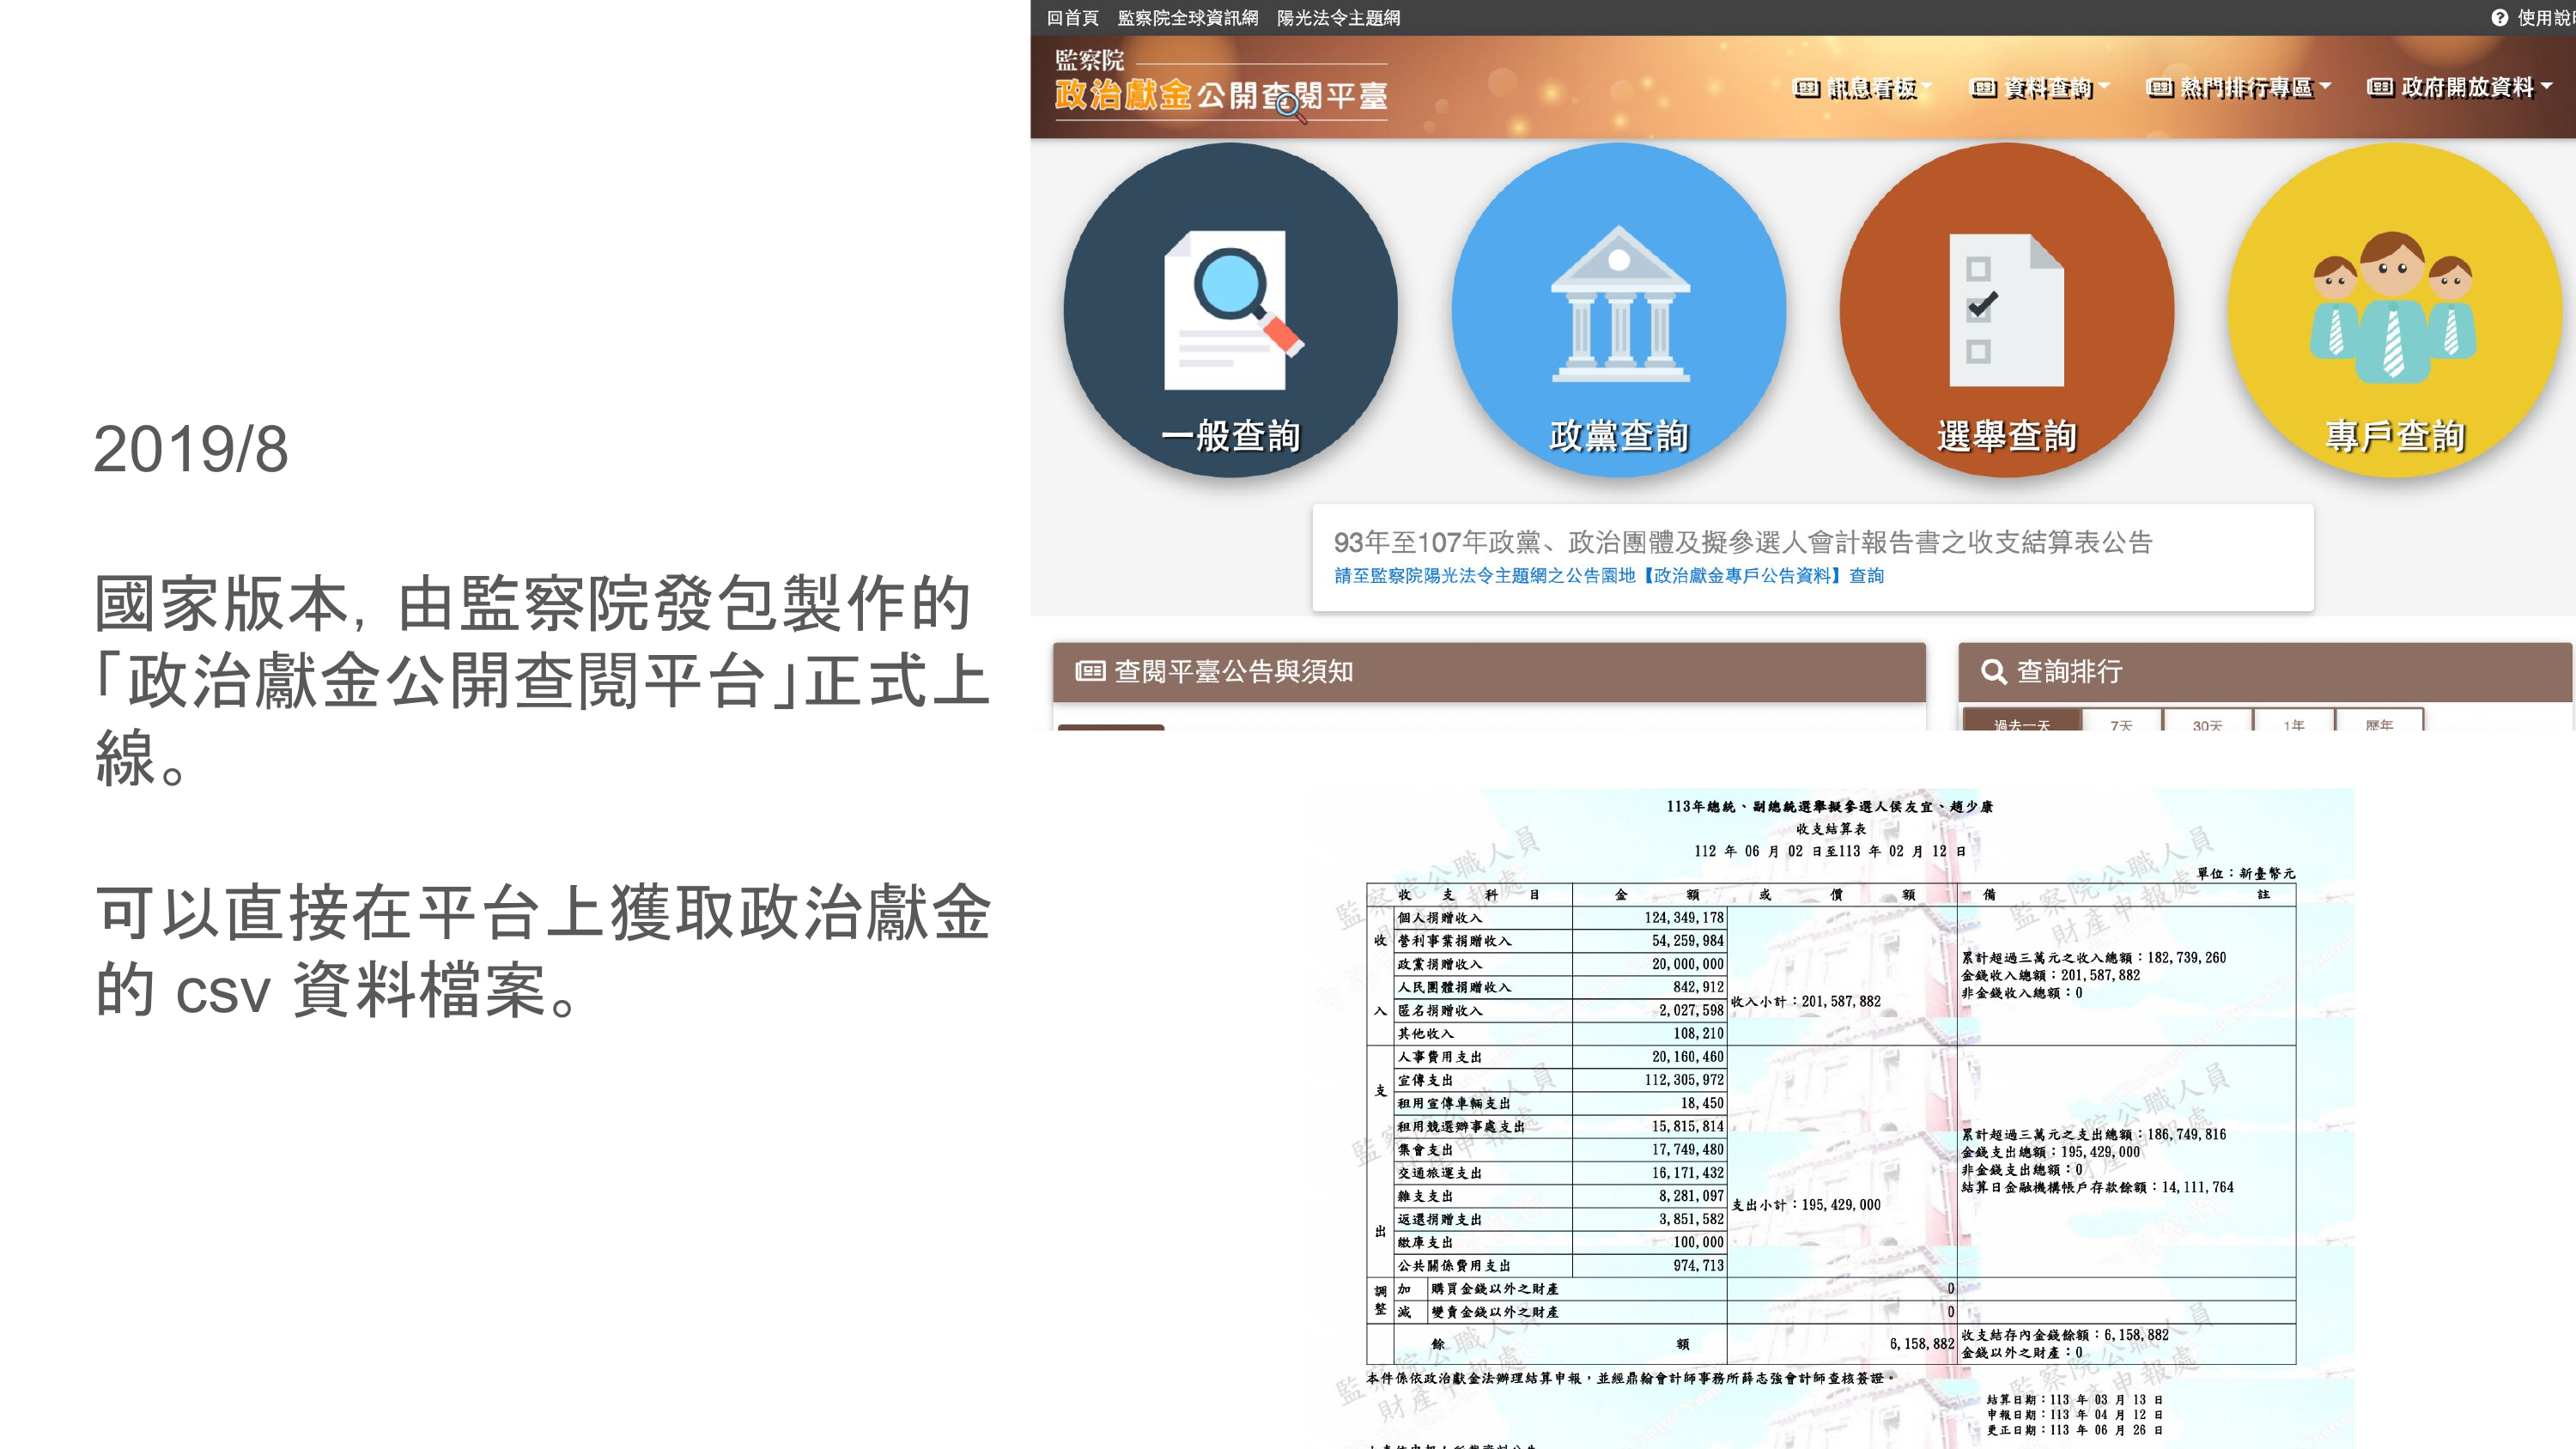 2019/8
國家版本，由監察院發包製作的
「政治獻金公開查閱平台」正式上
線。
可以直接在平台上獲取政治獻金
的 csv 資料檔案。
回首頁 監察院全球資訊網 陽光法令主題網
使用說
監察院
政治獻金公開查閱平臺
訊息看板 資料查詢 熱門排行專區 政府開放資料
一般查詢 政黨查詢 選舉查詢 專戶查詢
93年至107年政黨、政治團體及擬參選人會計報告書之收支結算表公告
請至監察院陽光法令主題網之公告園地【政治獻金專戶公告資料】查詢
查閱平臺公告與須知
查詢排行
過去一天 7天 30天 1年 歷年
113年總統、副總統選舉擬參選人侯友宜、趙少康
收支結算表
112 年 06 月 02 日至113 年 02 月 12 日
單位：新臺幣元
收支科目 金額或價額 備註
收入
個人捐贈收入 124,349,178
營利事業捐贈收入 54,259,984
政黨捐贈收入 20,000,000
人民團體捐贈收入 842,912
匿名捐贈收入 2,027,598
其他收入 108,210
收入小計：201,587,882
累計超過三萬元之收入總額：182,739,260
金錢收入總額：201,587,882
非金錢收入總額：0
支出
人事費用支出 20,160,460
宣傳支出 112,305,972
租用宣傳車輛支出 18,450
租用競選辦事處支出 15,815,814
集會支出 17,749,480
交通旅運支出 16,171,432
雜支支出 8,281,097
返還捐贈支出 3,851,582
繳庫支出 100,000
公共關係費用支出 974,713
支出小計：195,429,000
累計超過三萬元之支出總額：186,749,816
金錢支出總額：195,429,000
非金錢支出總額：0
結算日金融機構帳戶存款餘額：14,111,764
調整
加 購買金錢以外之財產 0
減 變賣金錢以外之財產 0
餘額 6,158,882
收支結存內金錢餘額：6,158,882
金錢以外之財產：0
本件係依政治獻金法辦理結算申報，並經鼎翰會計師事務所薛志強會計師查核簽證。
結算日期：113 年 03 月 13 日
申報日期：113 年 04 月 12 日
更正日期：113 年 06 月 26 日
監察院公職人員
財產申報處